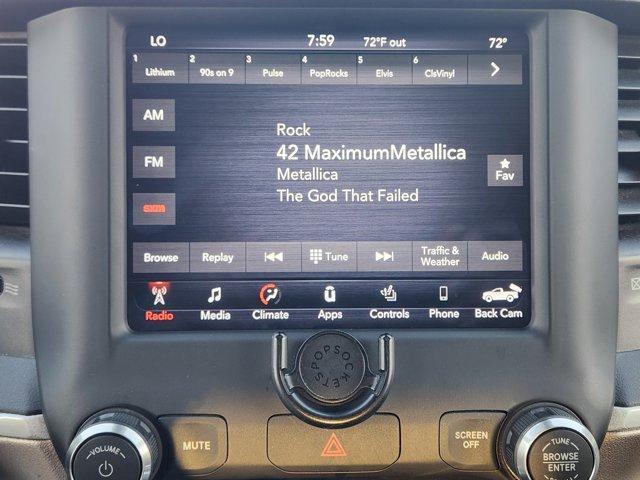 LO 7:59 72°F out 72°
1 Lithium 2 90s on 9 3 Pulse 4 PopRocks 5 Elvis 6 ClsVinyl
AM
FM
sxm
Rock
42 MaximumMetallica
Metallica
The God That Failed
Fav
Browse Replay Tune Traffic & Weather Audio
Radio Media Climate Apps Controls Phone Back Cam
POPSOCKETS
VOLUME
MUTE
SCREEN
OFF
TUNE
BROWSE
ENTER